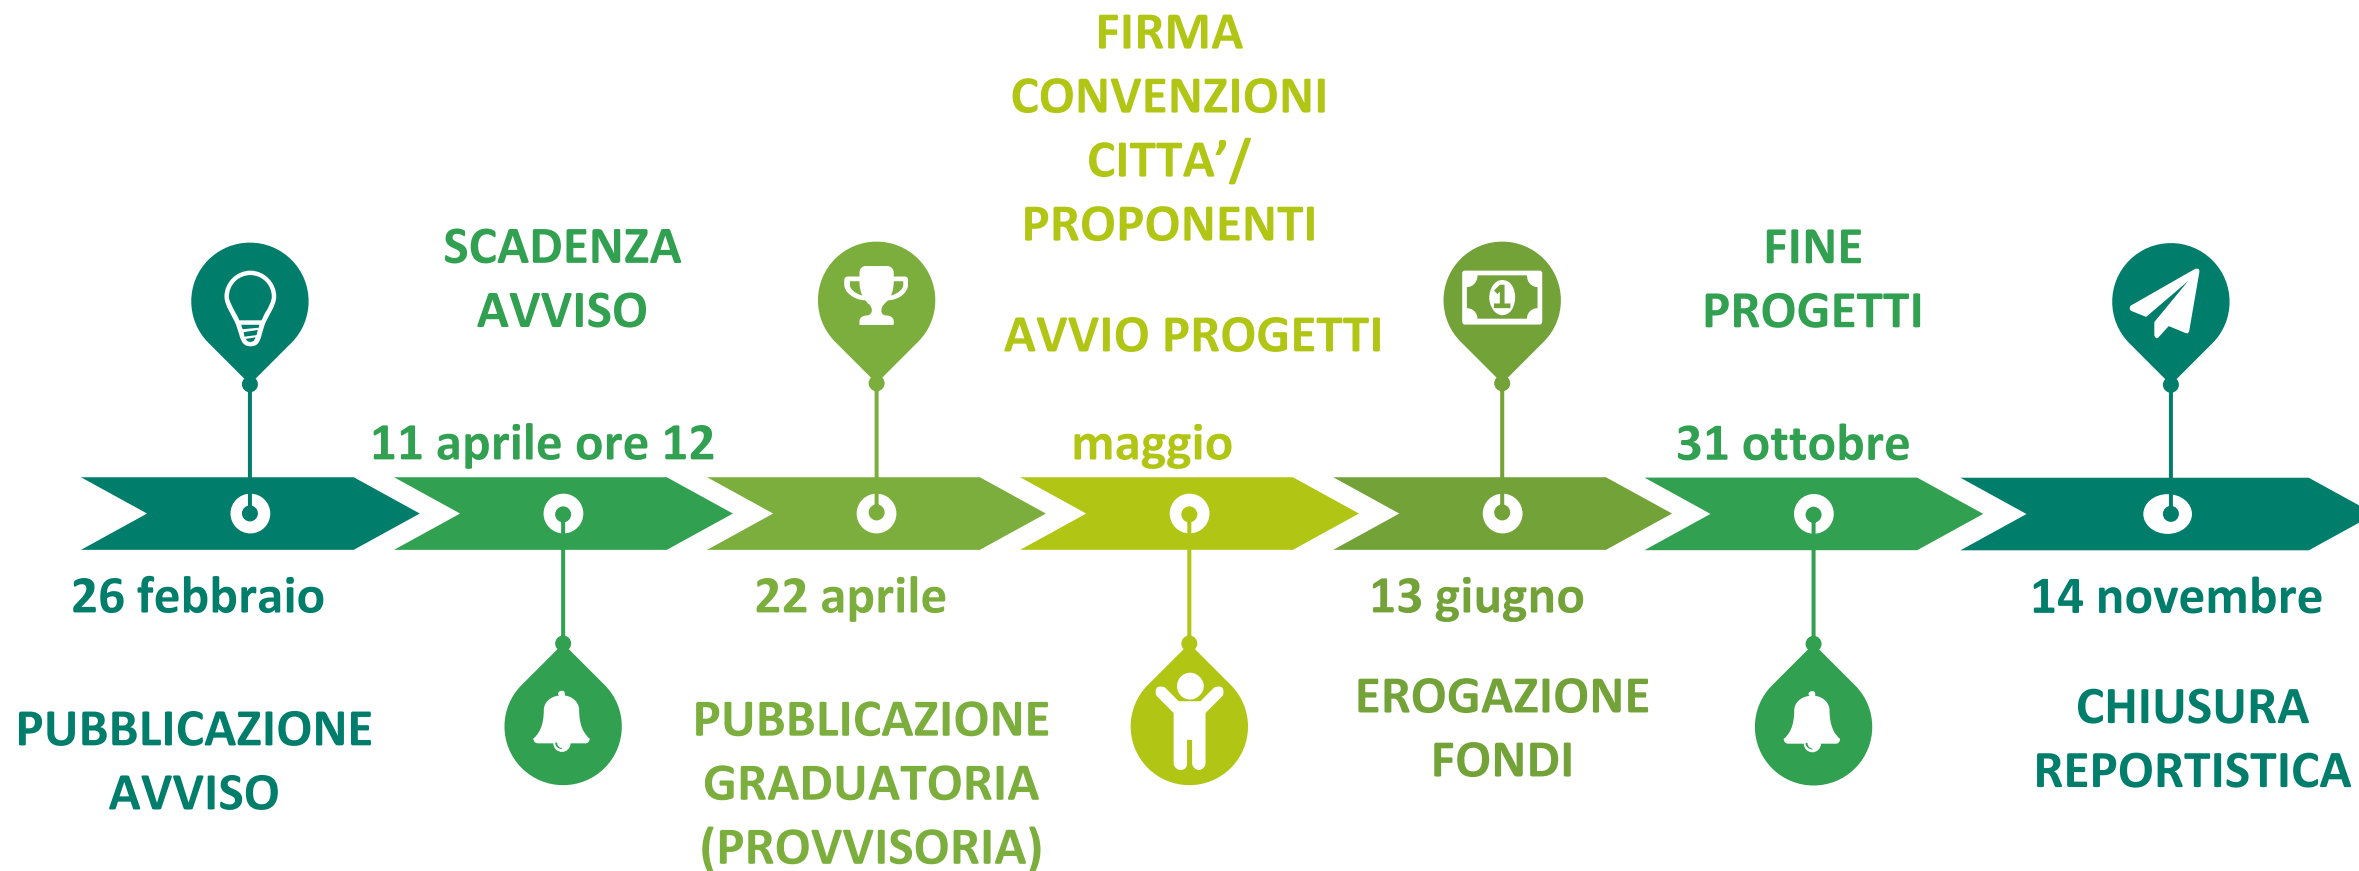 26 febbraio
PUBBLICAZIONE
AVVISO
SCADENZA
AVVISO
11 aprile ore 12
22 aprile
PUBBLICAZIONE
GRADUATORIA
(PROVVISORIA)
FIRMA
CONVENZIONI
CITTA’/
PROPONENTI
AVVIO PROGETTI
maggio
1
13 giugno
EROGAZIONE
FONDI
FINE
PROGETTI
31 ottobre
14 novembre
CHIUSURA
REPORTISTICA